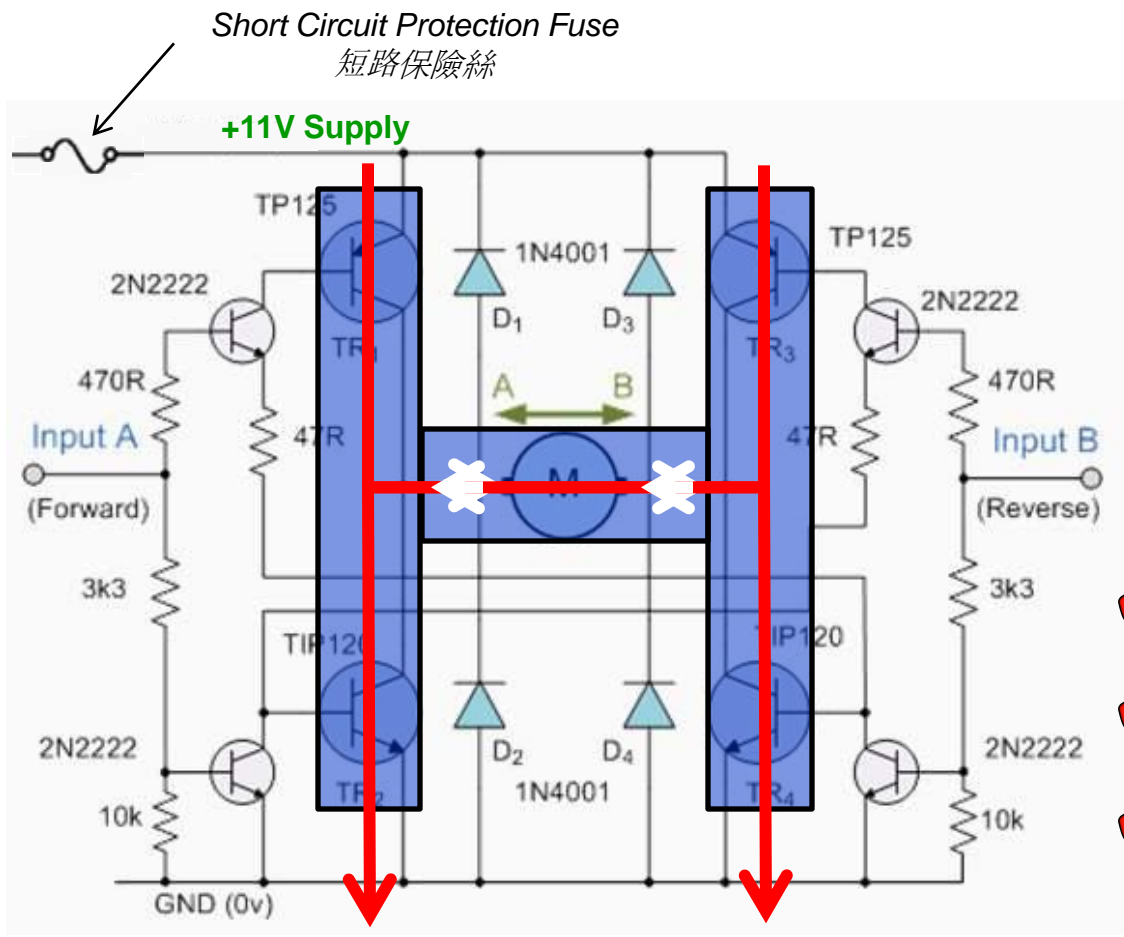 Short Circuit Protection Fuse
短路保險絲
+11V Supply
TP125
TP125
1N4001
2N2222
2N2222
D1
D3
TR1
TR3
A
B
470R
470R
47R
47R
Input A
Input B
M
(Forward)
(Reverse)
3k3
3k3
TIP120
TIP120
2N2222
D2
D4
2N2222
1N4001
TR2
TR4
10k
10k
GND (0v)